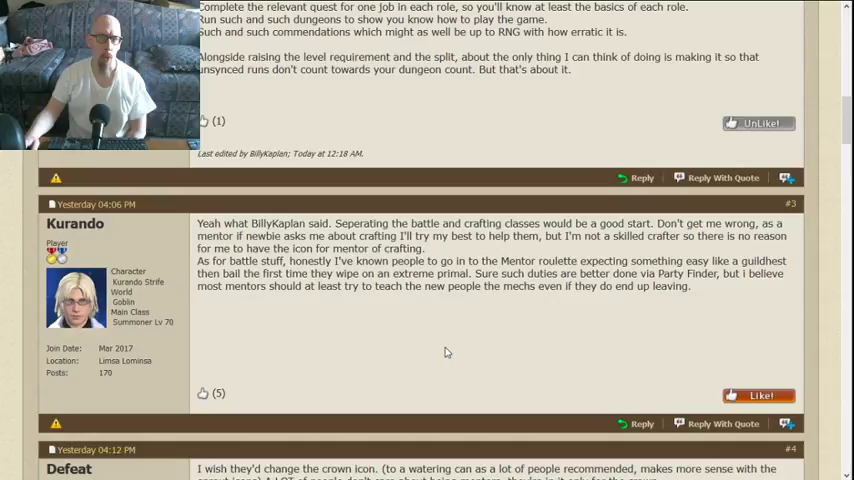 Complete the relevant quest for one job in each role, so you'll know at least the basics of each role.
Run such and such dungeons to show you know how to play the game.
Such and such commendations which might as well be up to RNG with how erratic it is.
Alongside raising the level requirement and the split, about the only thing I can think of doing is making it so that
unsynced runs don't count towards your dungeon count. But that's about it.
(1)
UnLike!
Last edited by BillyKaplan; Today at 12:18 AM.
Reply
Reply With Quote
Yesterday 04:06 PM
#3
Kurando
Player
Character
Kurando Strife
World
Goblin
Main Class
Summoner Lv 70
Join Date: Mar 2017
Location: Limsa Lominsa
Posts: 170
Yeah what BillyKaplan said. Seperating the battle and crafting classes would be a good start. Don't get me wrong, as a
mentor if newbie asks me about crafting I'll try my best to help them, but I'm not a skilled crafter so there is no reason
for me to have the icon for mentor of crafting.
As for battle stuff, honestly I've known people to go in to the Mentor roulette expecting something easy like a guildhest
then bail the first time they wipe on an extreme primal. Sure such duties are better done via Party Finder, but i believe
most mentors should at least try to teach the new people the mechs even if they do end up leaving.
(5)
Like!
Reply
Reply With Quote
Yesterday 04:12 PM
#4
Defeat
I wish they'd change the crown icon. (to a watering can as a lot of people recommended, makes more sense with the